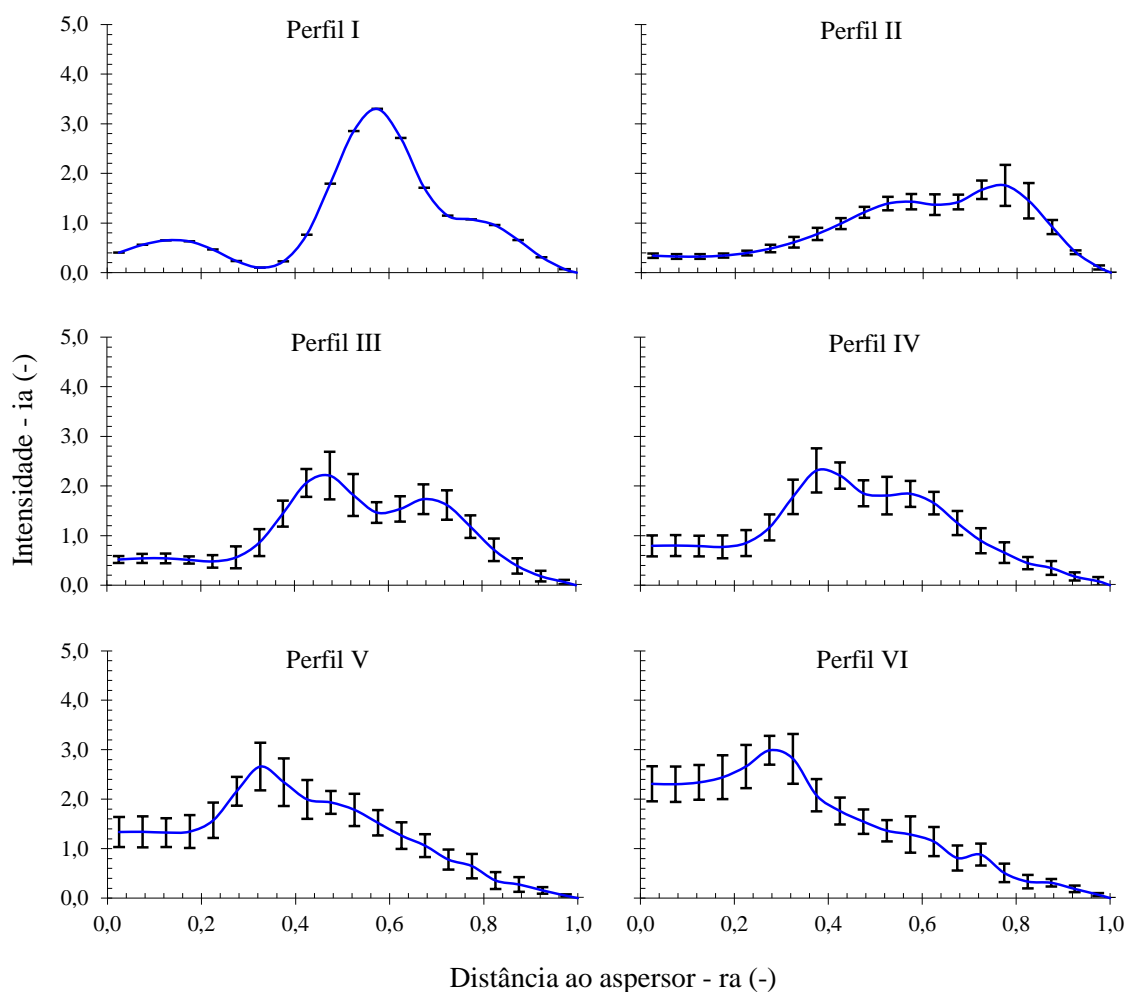 Perfil I
5,0
4,0
3,0
2,0
1,0
0,0
Perfil II
Perfil III
5,0
4,0
3,0
2,0
1,0
0,0
Perfil IV
Perfil V
5,0
4,0
3,0
2,0
1,0
0,0
0,0 0,2 0,4 0,6 0,8 1,0
Perfil VI
0,0 0,2 0,4 0,6 0,8 1,0
Intensidade - ia (-)
Distância ao aspersor - ra (-)